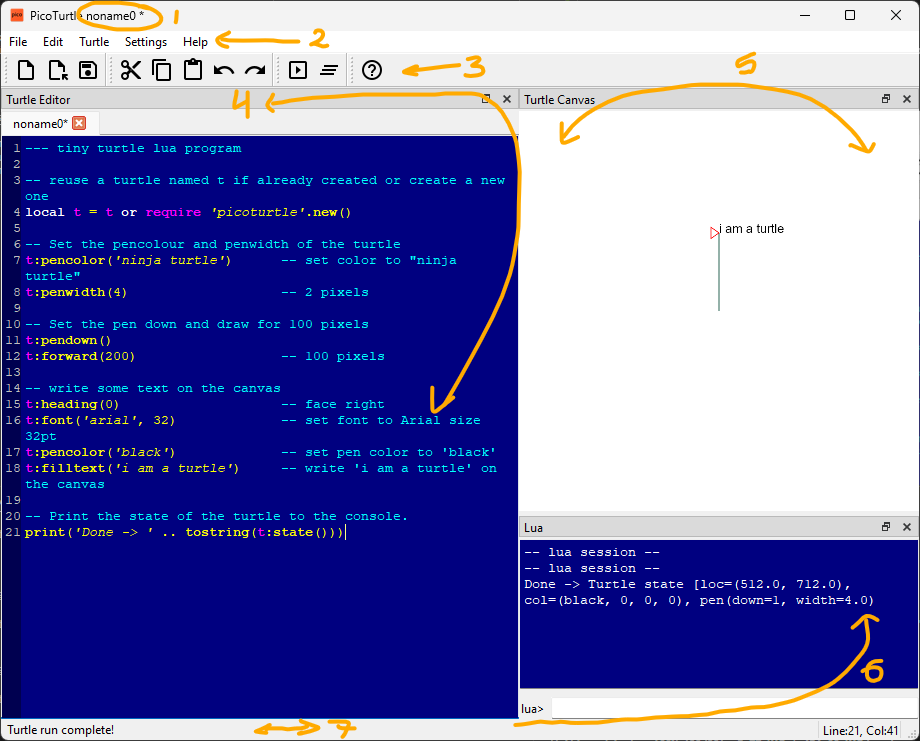 PicoTurtle noname0 * 1
File Edit Turtle Settings Help 2
3
Turtle Editor
4
Turtle Canvas
5
noname0*
1 --- tiny turtle lua program
2
3 -- reuse a turtle named t if already created or create a new
one
4 local t = t or require 'picoturtle'.new()
5
6 -- Set the pencolour and penwidth of the turtle
7 t:pencolor('ninja turtle') -- set color to "ninja
turtle"
8 t:penwidth(4) -- 2 pixels
9
10 -- Set the pen down and draw for 100 pixels
11 t:pendown()
12 t:forward(200) -- 100 pixels
13
14 -- write some text on the canvas
15 t:heading(0) -- face right
16 t:font('arial', 32) -- set font to Arial size
32pt
17 t:pencolor('black') -- set pen color to 'black'
18 t:filltext('i am a turtle') -- write 'i am a turtle' on
the canvas
19
20 -- Print the state of the turtle to the console.
21 print('Done -> ' .. tostring(t:state()))
i am a turtle
Lua
-- lua session --
-- lua session --
Done -> Turtle state [loc=(512.0, 712.0),
col=(black, 0, 0, 0), pen(down=1, width=4.0)
6
lua>
Turtle run complete! 7 Line:21, Col:41